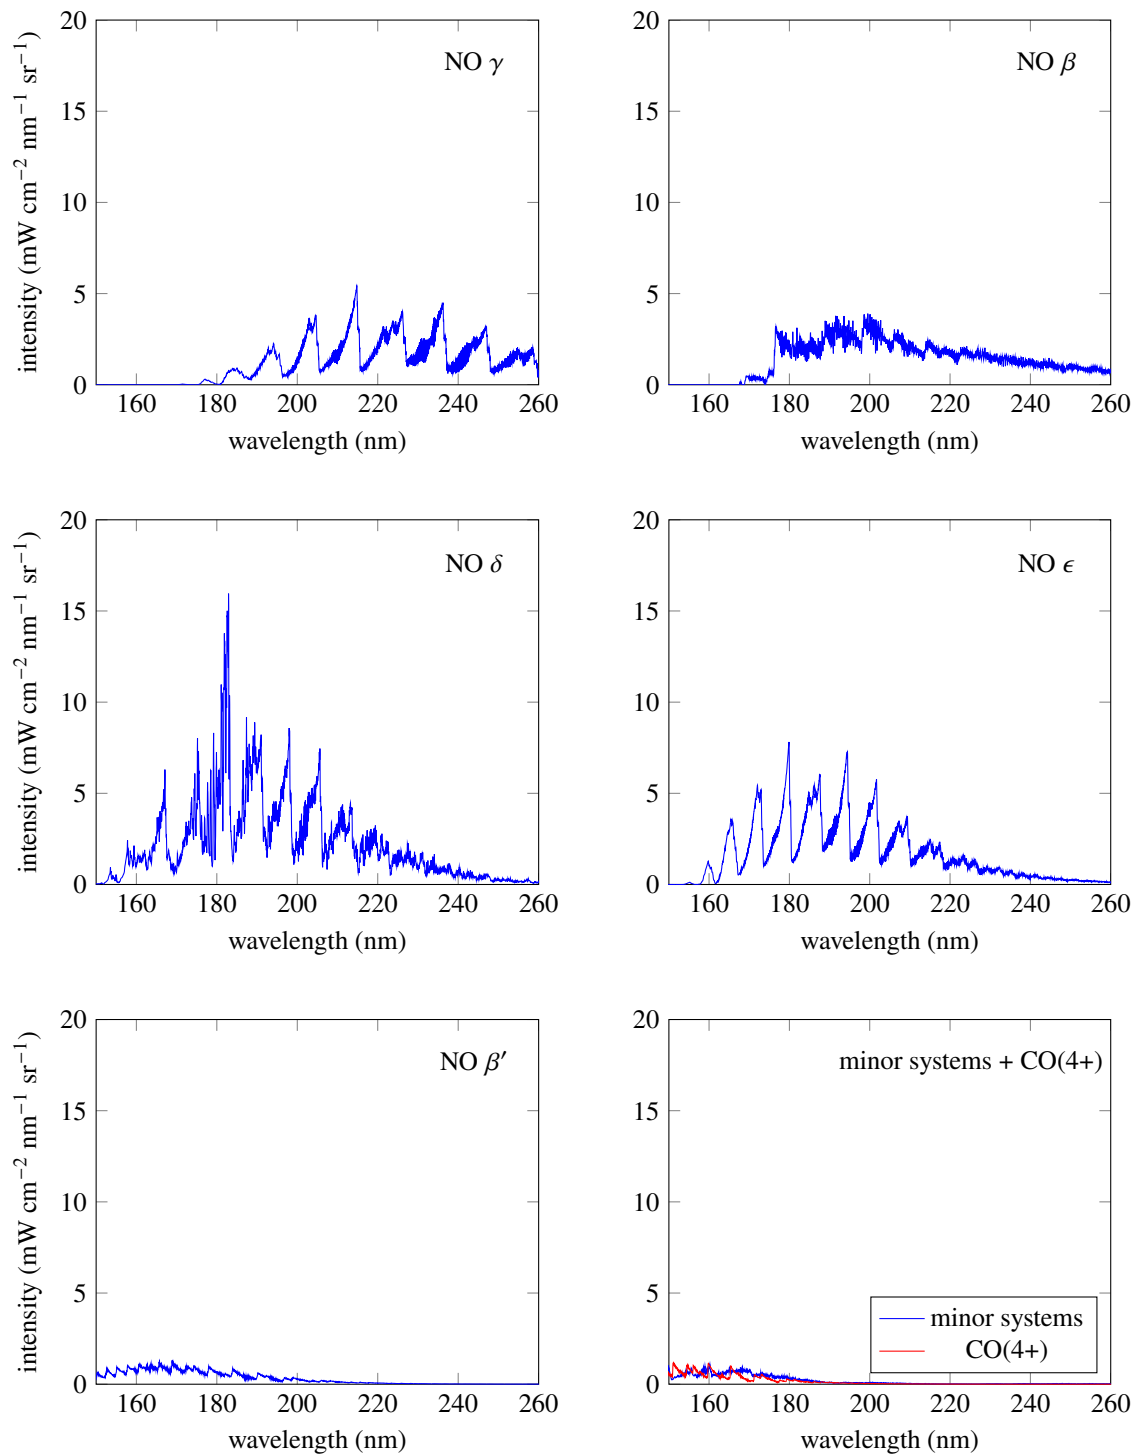 20
15
10
5
0
160 180 200 220 240 260
intensity (mW cm−2 nm−1 sr−1)
wavelength (nm)
NO γ
20
15
10
5
0
160 180 200 220 240 260
wavelength (nm)
NO β
20
15
10
5
0
160 180 200 220 240 260
intensity (mW cm−2 nm−1 sr−1)
wavelength (nm)
NO δ
20
15
10
5
0
160 180 200 220 240 260
wavelength (nm)
NO ϵ
20
15
10
5
0
160 180 200 220 240 260
intensity (mW cm−2 nm−1 sr−1)
wavelength (nm)
NO β′
20
15
10
5
0
160 180 200 220 240 260
wavelength (nm)
minor systems + CO(4+)
minor systems
CO(4+)